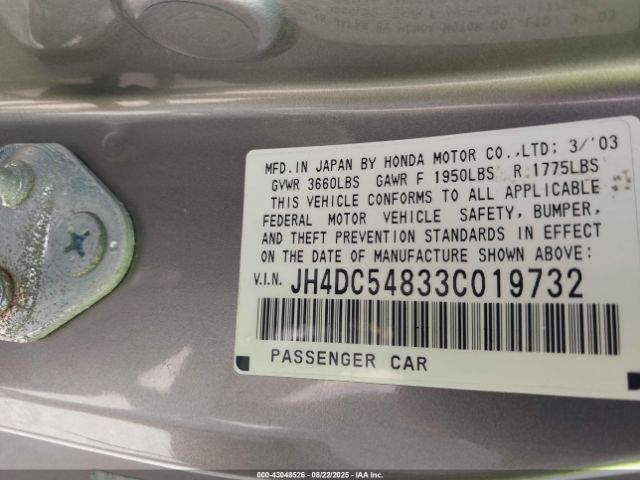 MFD.IN JAPAN BY HONDA MOTOR CO.,LTD: 3/'03
GVWR 3660LBS GAWR F 1950LBS R 1775LBS
THIS VEHICLE CONFORMS TO ALL APPLICABLE
FEDERAL MOTOR VEHICLE SAFETY, BUMPER,
AND THEFT PREVENTION STANDARDS IN EFFECT
ON THE DATE OF MANUFACTURE SHOWN ABOVE:
V.I.N. JH4DC54833C019732
PASSENGER CAR
000-43048526 - 08/22/2025 - IAA Inc.